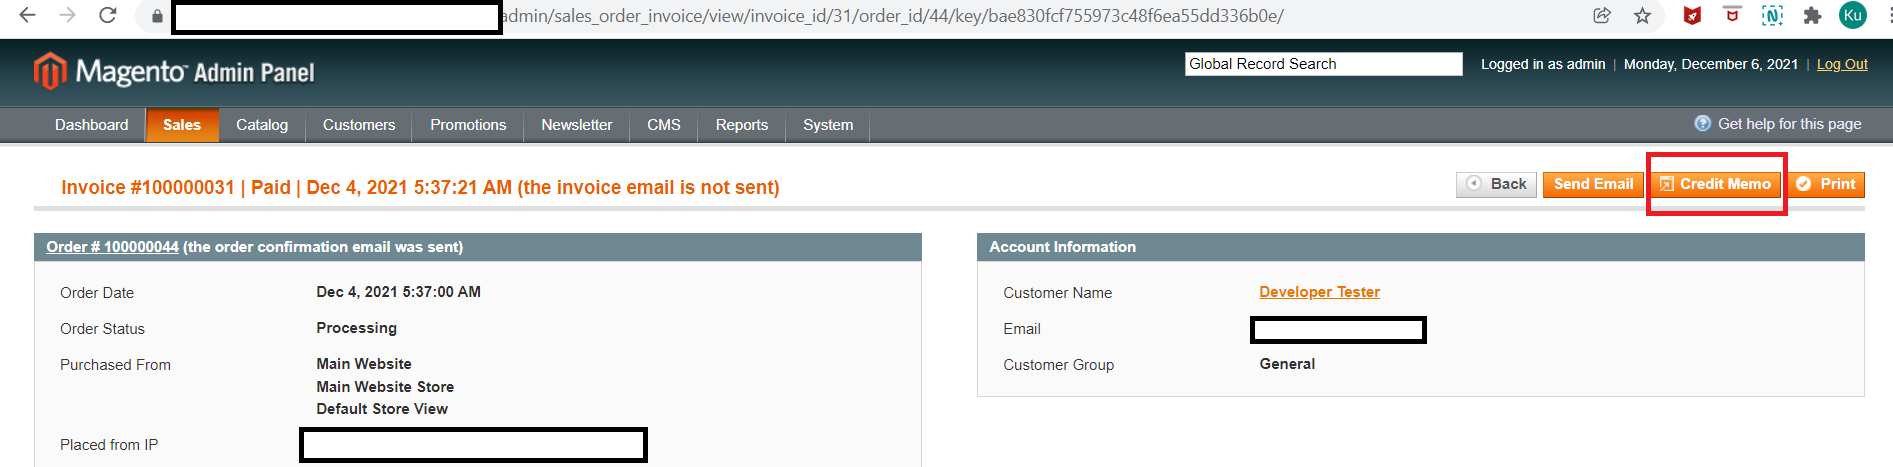 admin/sales_order_invoice/view/invoice_id/31/order_id/44/key/bae830fcf755973c48f6ea55dd336b0e/
Ku
Magento™ Admin Panel
Global Record Search
Logged in as admin | Monday, December 6, 2021 | Log Out
Dashboard Sales Catalog Customers Promotions Newsletter CMS Reports System
Get help for this page
Invoice #100000031 | Paid | Dec 4, 2021 5:37:21 AM (the invoice email is not sent)
Back Send Email Credit Memo Print
Order # 100000044 (the order confirmation email was sent)
Order Date Dec 4, 2021 5:37:00 AM
Order Status Processing
Purchased From Main Website
Main Website Store
Default Store View
Placed from IP
Account Information
Customer Name Developer Tester
Email
Customer Group General